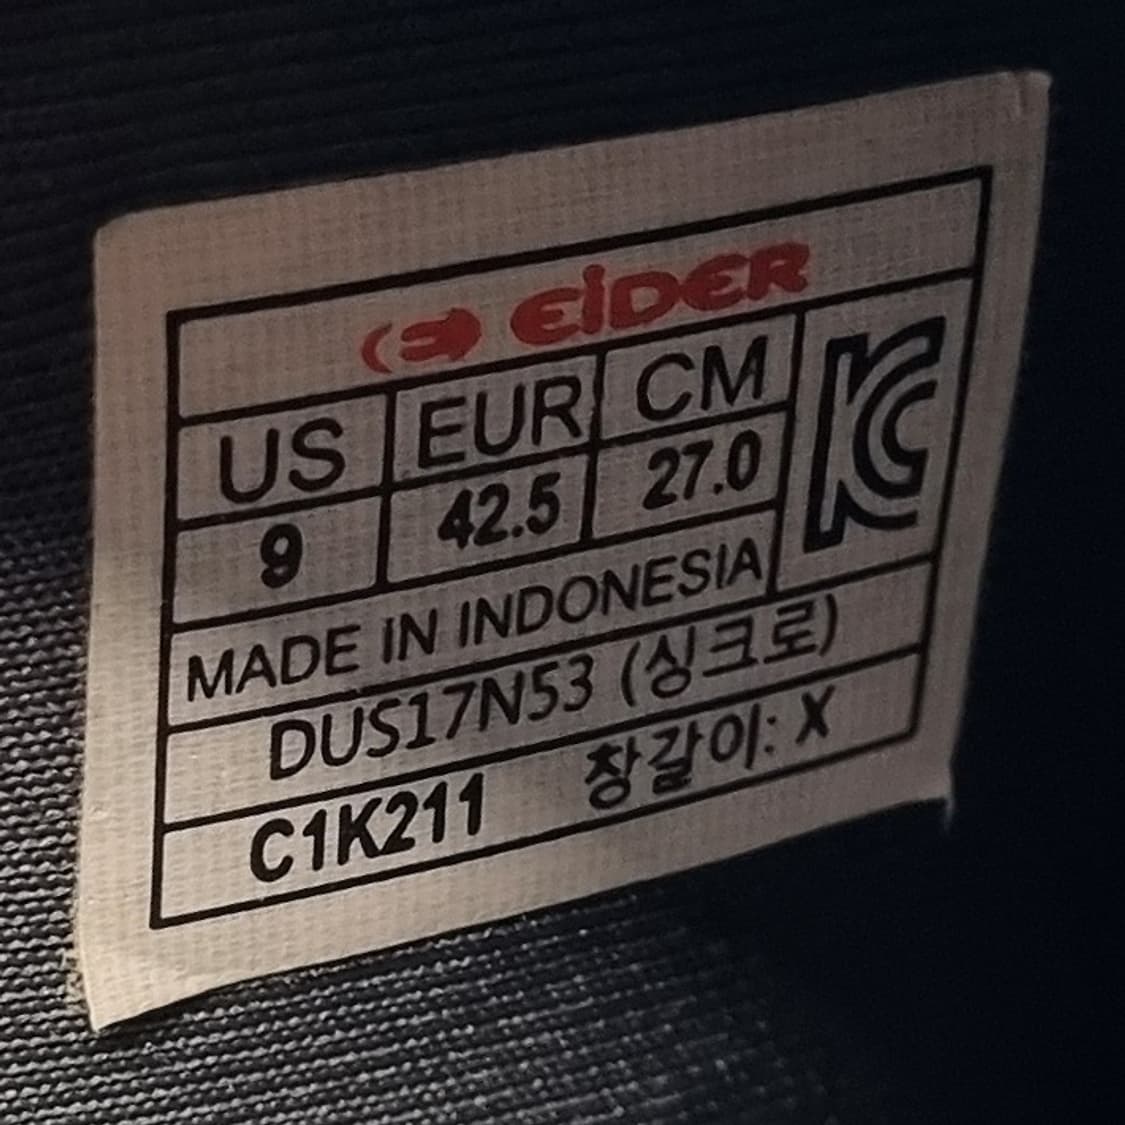 EiDER
US EUR CM
9 42.5 27.0
MADE IN INDONESIA
DUS17N53 (싱크로)
C1K211 창갈이: X